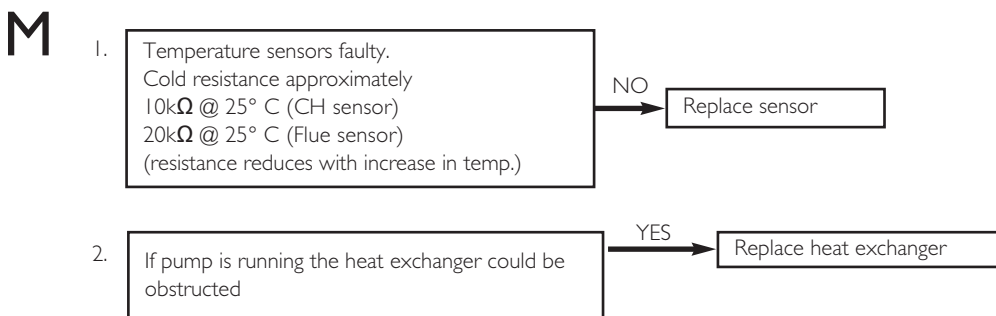 M
1.
Temperature sensors faulty.
Cold resistance approximately
10kΩ @ 25° C (CH sensor)
20kΩ @ 25° C (Flue sensor)
(resistance reduces with increase in temp.)
NO
Replace sensor
2.
If pump is running the heat exchanger could be
obstructed
YES
Replace heat exchanger